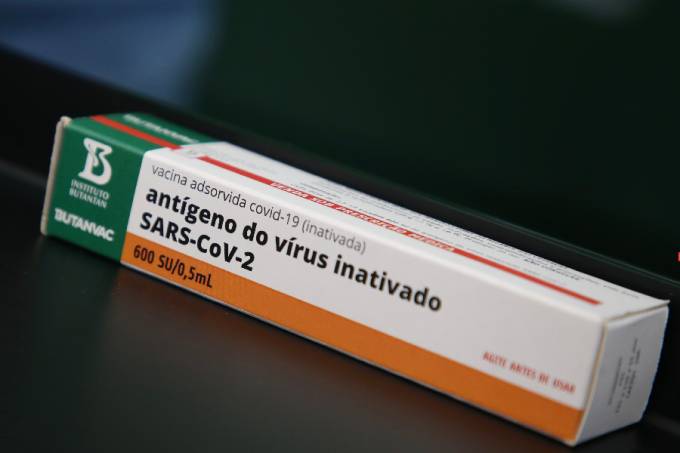 INSTITUTO
BUTANTAN
BUTANVAC
vacina adsorvida covid-19 (inativada)
antígeno do vírus inativado
SARS-CoV-2
600 SU/0,5mL
AGITE ANTES DE USAR